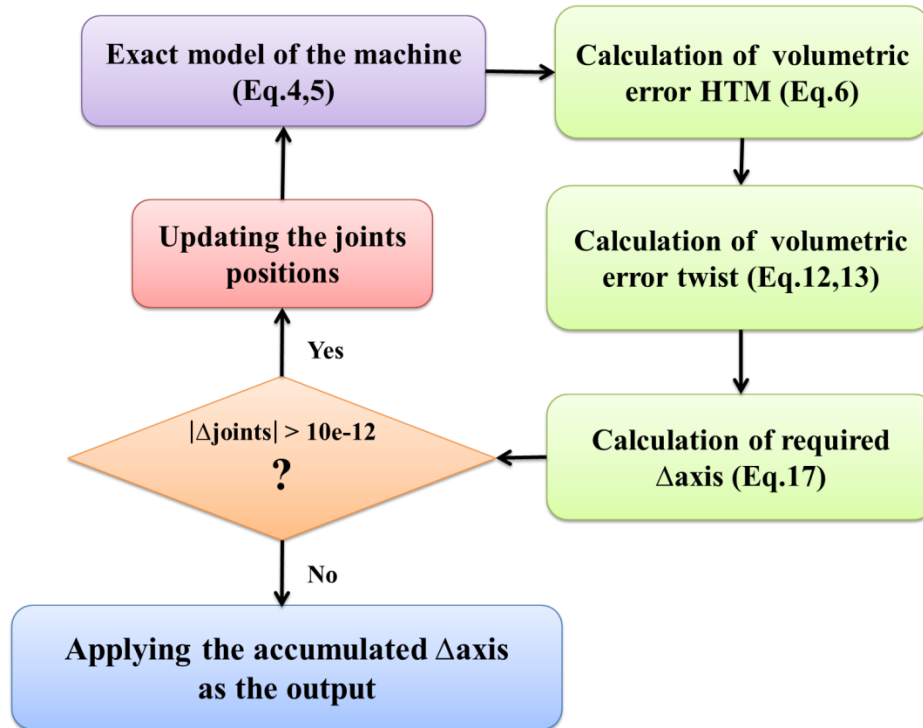 Exact model of the machine
(Eq.4,5)
Calculation of volumetric
error HTM (Eq.6)
Updating the joints
positions
Calculation of volumetric
error twist (Eq.12,13)
Yes
|Δjoints| > 10e-12
?
Calculation of required
Δaxis (Eq.17)
No
Applying the accumulated Δaxis
as the output